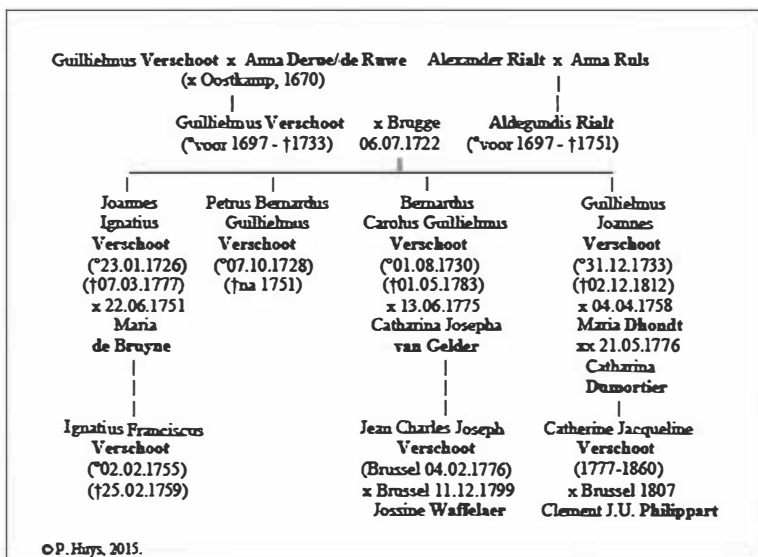 Guilhelmus Verschoot x Anna Derue/de Ruwe
(x Oostkamp, 1670)
Alexander Rialt x Anna Ruls
Guilhelmus Verschoot x Brugge Aldegundis Rialt
(°voor 1697 - †1733) 06.07.1722 (°voor 1697 - †1751)
Joannes
Ignatius
Verschoot
(°23.01.1726)
(†07.03.1777)
x 22.06.1751
Maria
de Bruyne
Petrus Bernardus
Guilhelmus
Verschoot
(°07.10.1728)
(†na 1751)
Bernardus
Carolus Guilhelmus
Verschoot
(°01.08.1730)
(†01.05.1783)
x 13.06.1775
Catharina Josepha
van Gelder
Guilhelmus
Joannes
Verschoot
(°31.12.1733)
(†02.12.1812)
x 04.04.1758
Maria Dhondt
xx 21.05.1776
Catharina
Dumortier
Ignatius Franciscus
Verschoot
(°02.02.1755)
(†25.02.1759)
Jean Charles Joseph
Verschoot
(Brussel 04.02.1776)
x Brussel 11.12.1799
Jossine Waffelaer
Catherine Jacqueline
Verschoot
(1777-1860)
x Brussel 1807
Clement J.U. Philippart
© P. Huys, 2015.